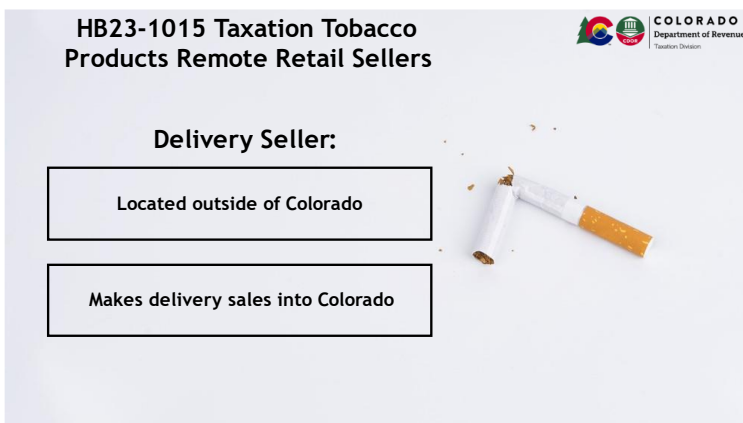 HB23-1015 Taxation Tobacco
Products Remote Retail Sellers
COLORADO
Department of Revenue
Taxation Division
CDOR
Delivery Seller:
Located outside of Colorado
Makes delivery sales into Colorado